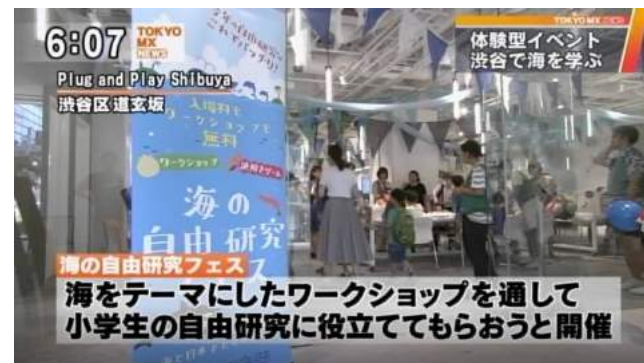 6:07
TOKYO
MX
NEWS
TOKYO MX
体験型イベント
渋谷で海を学ぶ
Plug and Play Shibuya
渋谷区道玄坂
入場料も
ワークショップも
無料
ワークショップ
海の
自由研究
海の自由研究フェス
海をテーマにしたワークショップを通して
小学生の自由研究に役立ててもらおうと開催